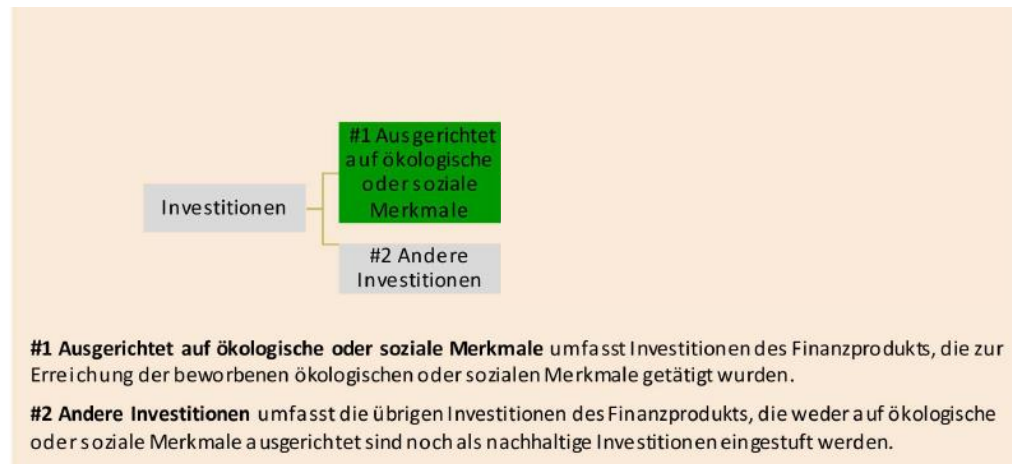 #1 Ausgerichtet
auf ökologische
oder soziale
Merkmale
Investitionen
#2 Andere
Investitionen
#1 Ausgerichtet auf ökologische oder soziale Merkmale umfasst Investitionen des Finanzprodukts, die zur
Erreichung der beworbenen ökologischen oder sozialen Merkmale getätigt wurden.
#2 Andere Investitionen umfasst die übrigen Investitionen des Finanzprodukts, die weder auf ökologische
oder soziale Merkmale ausgerichtet sind noch als nachhaltige Investitionen eingestuft werden.